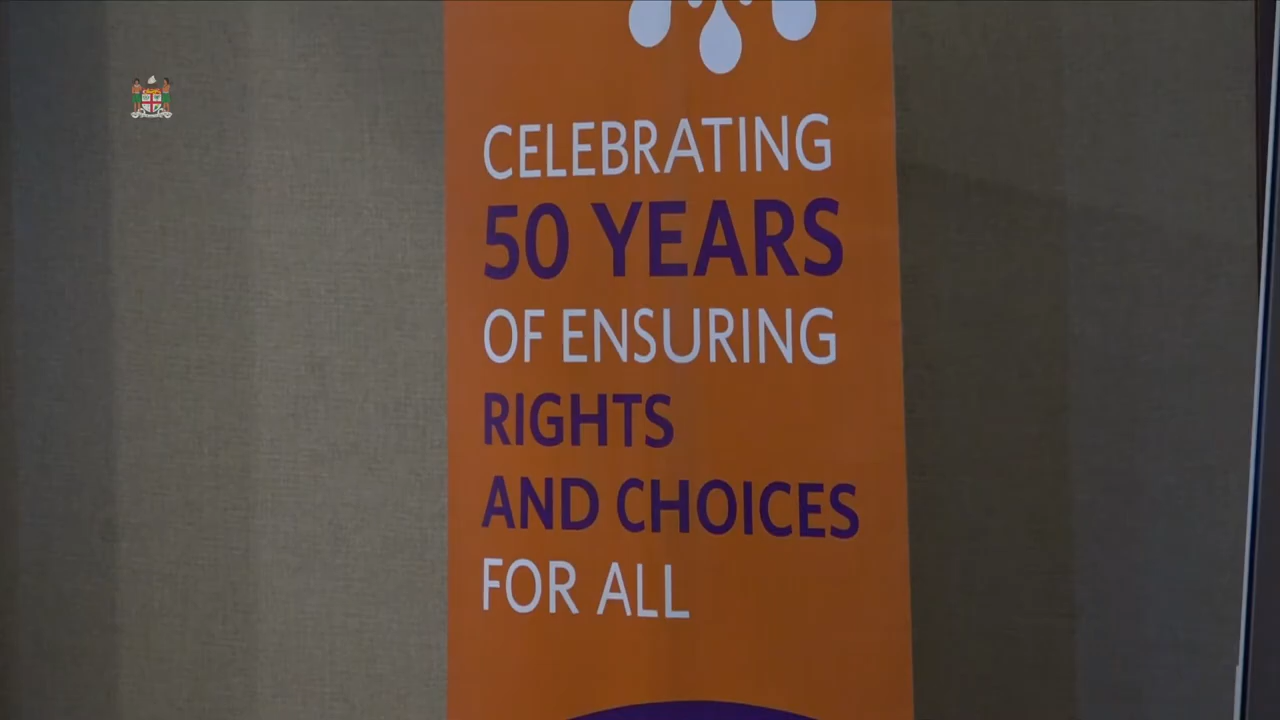 CELEBRATING
50 YEARS
OF ENSURING
RIGHTS
AND CHOICES
FOR ALL